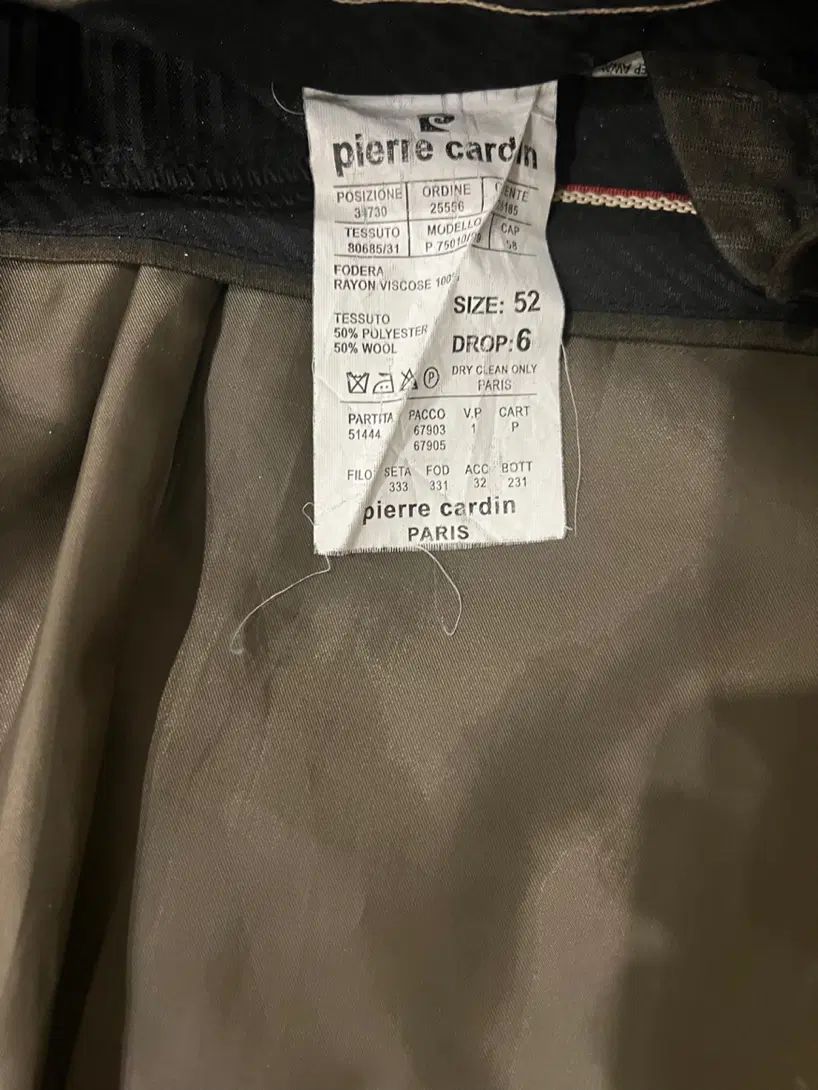 pierre cardin
POSIZIONE ORDINE
25556
TESSUTO MODELLO CAP
80685/31
FODERA
RAYON VISCOSE 100%
SIZE: 52
TESSUTO
50% POLYESTER
50% WOOL
DROP:6
P
DRY CLEAN ONLY
PARIS
PARTITA PACCO V.P CART
51444 67903 1 P
67905
FILO SETA FOD ACC BOTT
333 331 32 231
pierre cardin
PARIS